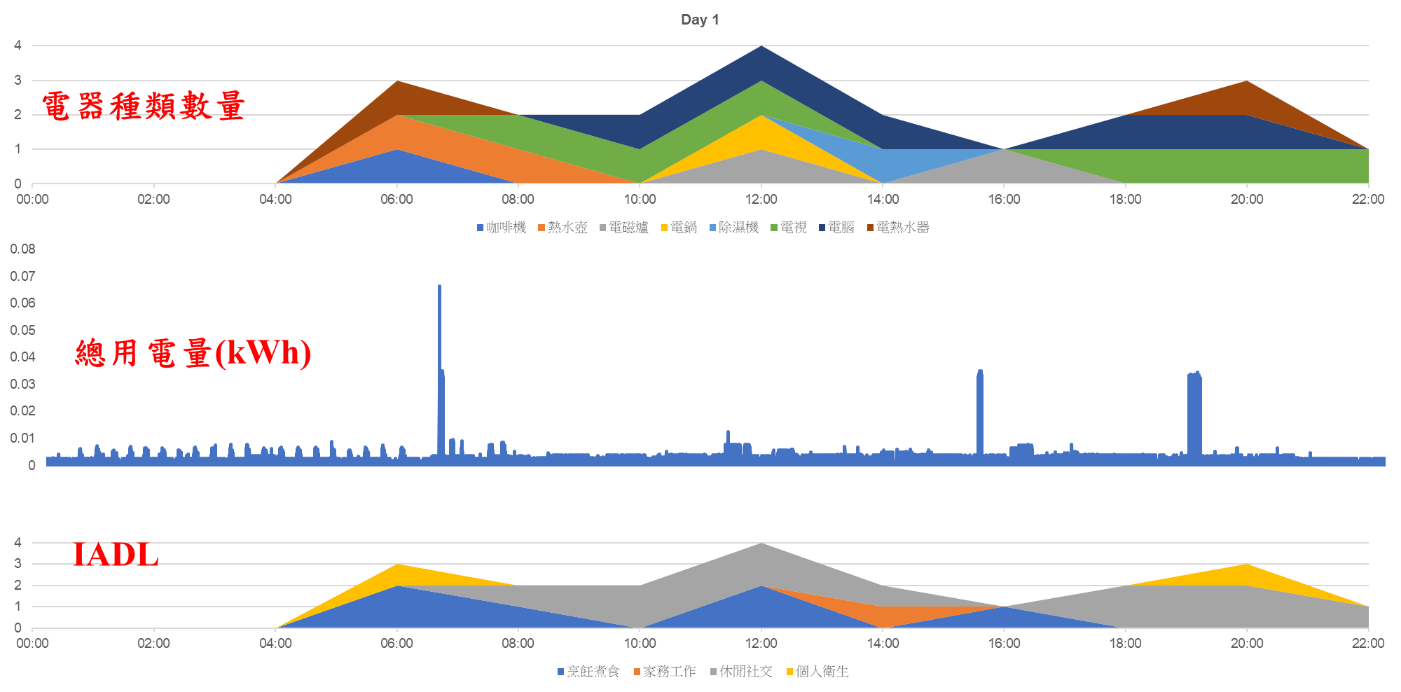 Day 1
4
3
電器種類數量
2
1
0
00:00 02:00 04:00 06:00 08:00 10:00 12:00 14:00 16:00 18:00 20:00 22:00
咖啡機 熱水壺 電磁爐 電鍋 除濕機 電視 電腦 電熱水器
0.08
0.07
0.06
0.05
總用電量(kWh)
0.04
0.03
0.02
0.01
0
4
IADL
3
2
1
0
00:00 02:00 04:00 06:00 08:00 10:00 12:00 14:00 16:00 18:00 20:00 22:00
烹飪煮食 家務工作 休閒社交 個人衛生